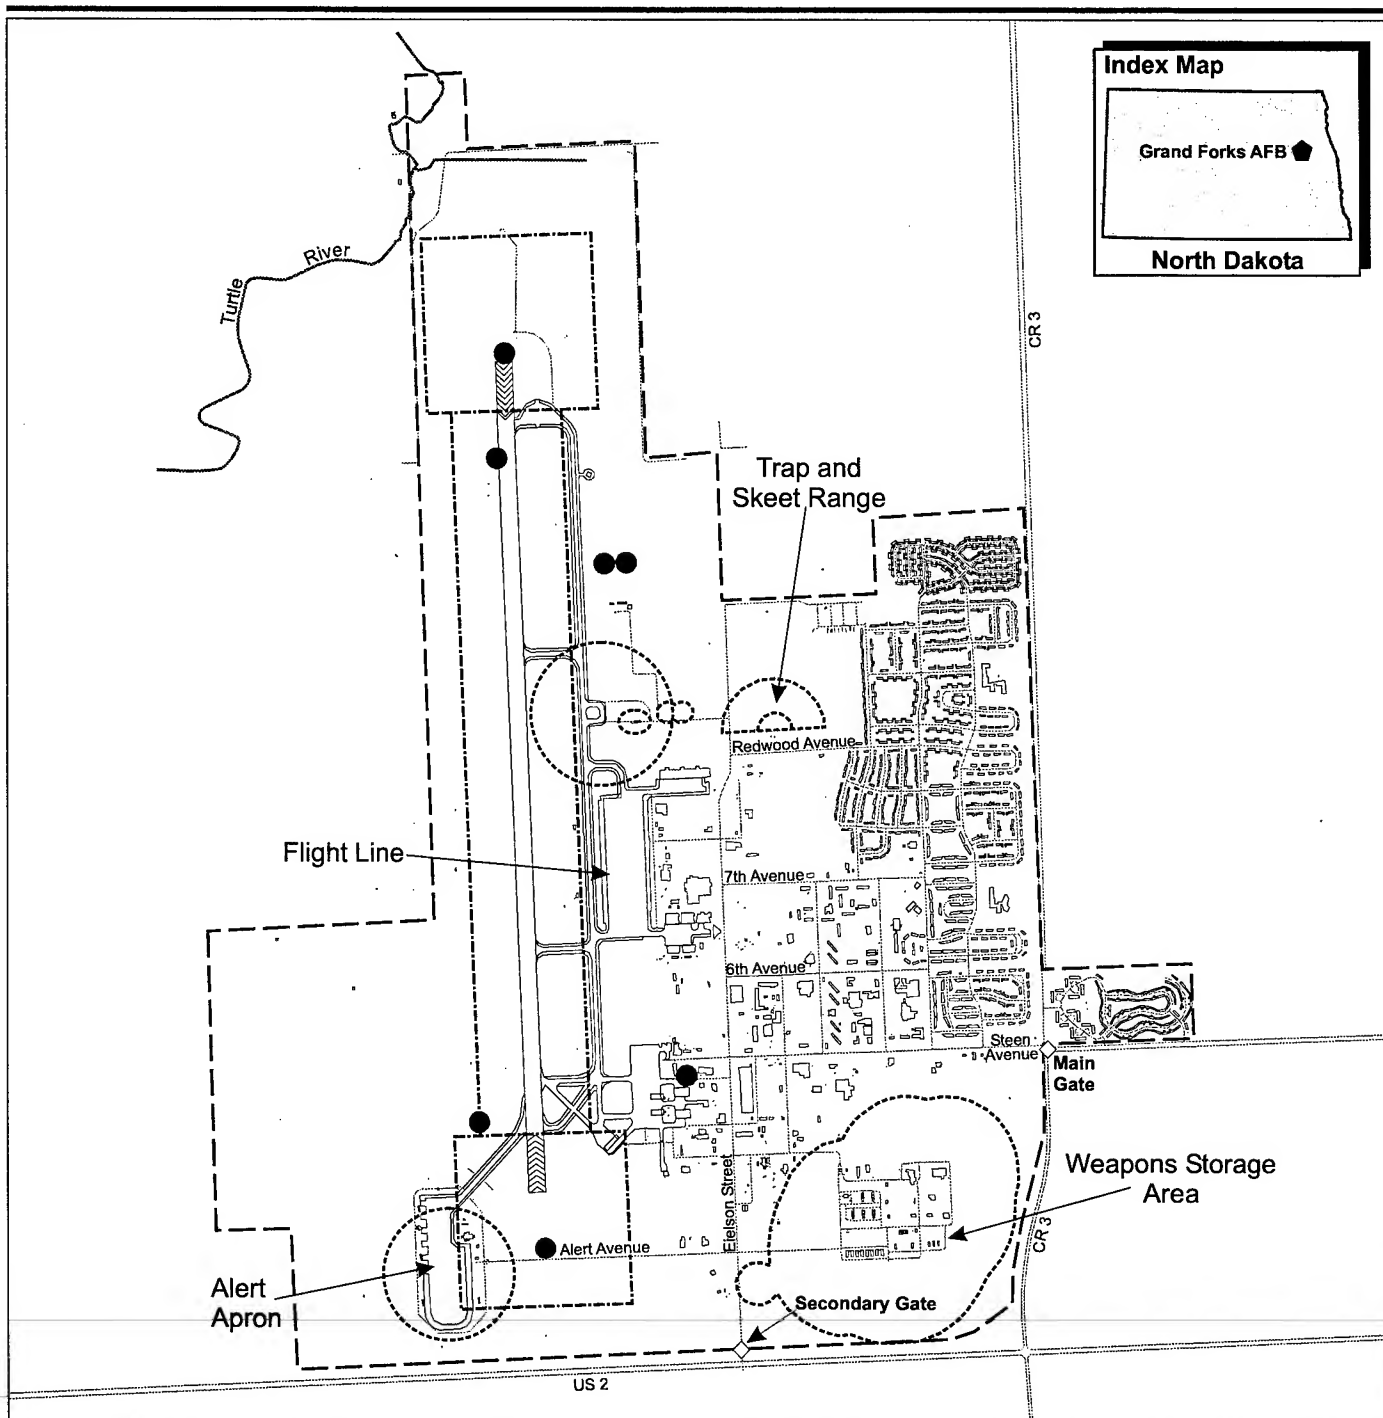 Index Map
Grand Forks AFB
North Dakota
River
Turtle
CR 3
Trap and
Skeet Range
Redwood Avenue
Flight Line
7th Avenue
6th Avenue
Steen
Avenue
Main
Gate
Weapons Storage
Area
Eielson Street
CR 3
Alert Avenue
Alert
Apron
Secondary Gate
US 2